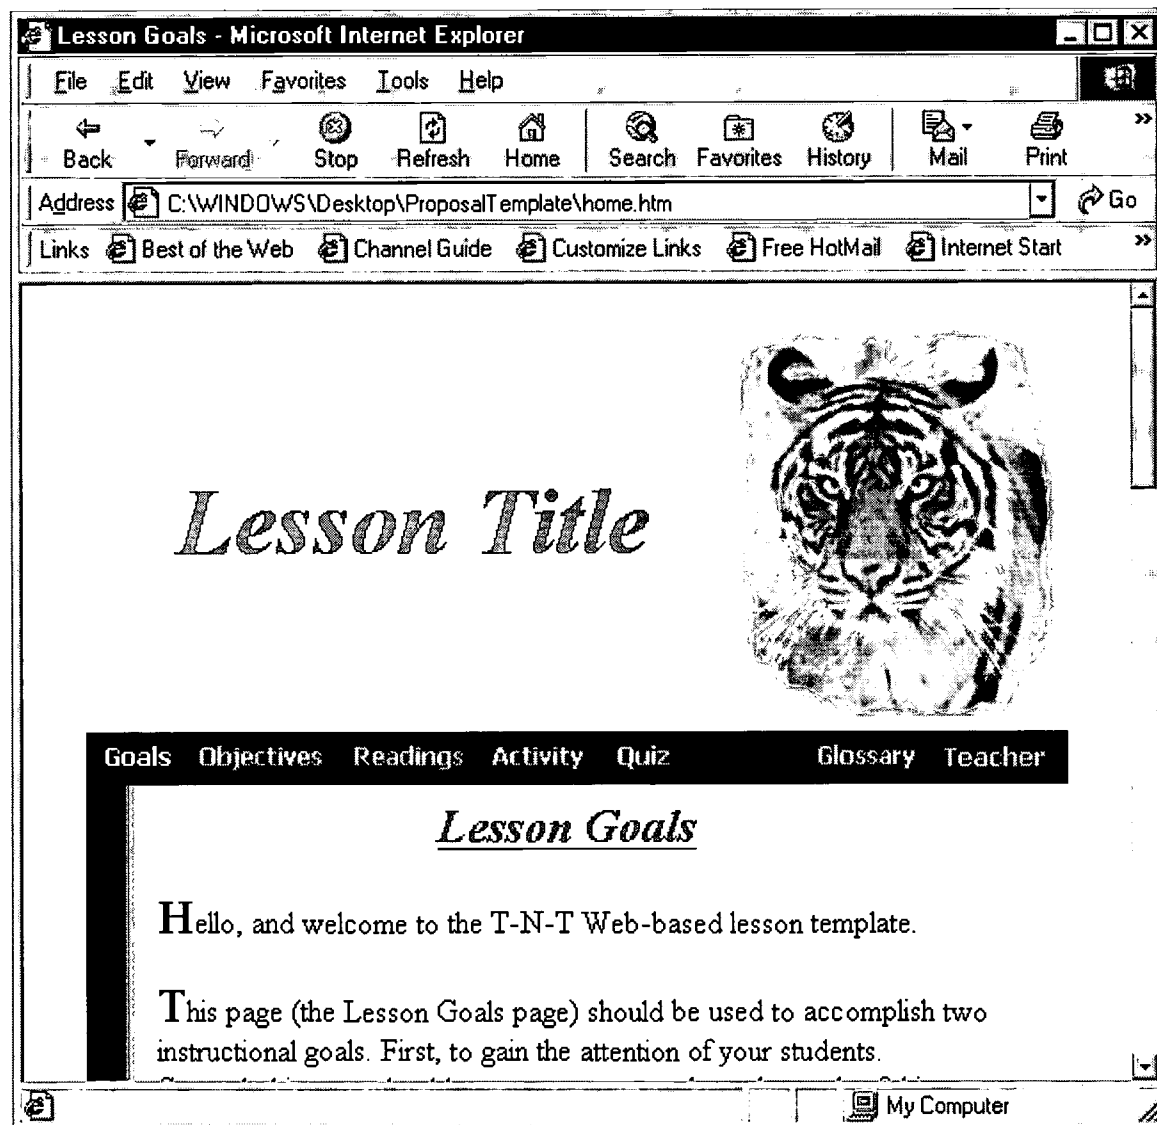 Lesson Goals - Microsoft Internet Explorer
File Edit View Favorites Tools Help
Back Forward Stop Refresh Home Search Favorites History Mail Print
Address C:\WINDOWS\Desktop\ProposalTemplate\home.htm Go
Links Best of the Web Channel Guide Customize Links Free HotMail Internet Start
Lesson Title
Goals Objectives Readings Activity Quiz Glossary Teacher
Lesson Goals
Hello, and welcome to the T-N-T Web-based lesson template.
This page (the Lesson Goals page) should be used to accomplish two
instructional goals. First, to gain the attention of your students.
My Computer